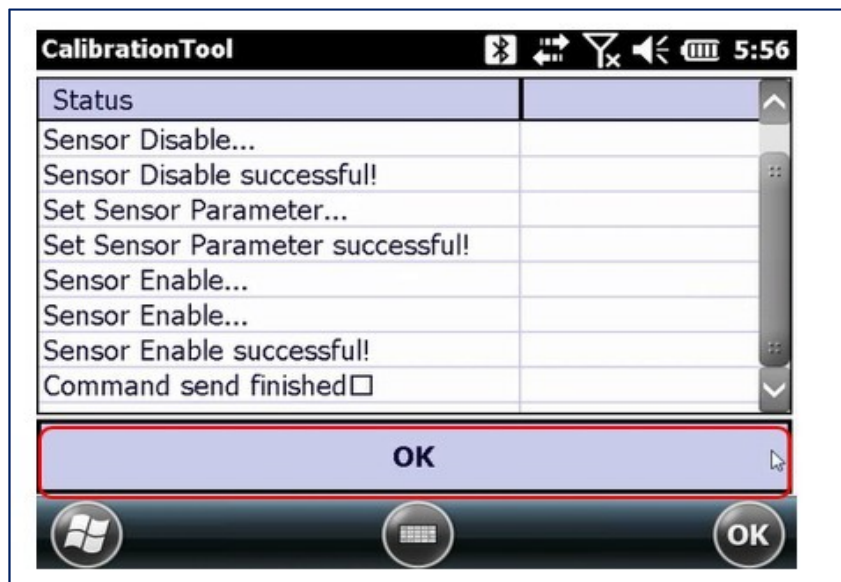 CalibrationTool 5:56
Status
Sensor Disable...
Sensor Disable successful!
Set Sensor Parameter...
Set Sensor Parameter successful!
Sensor Enable...
Sensor Enable...
Sensor Enable successful!
Command send finished□
OK
OK